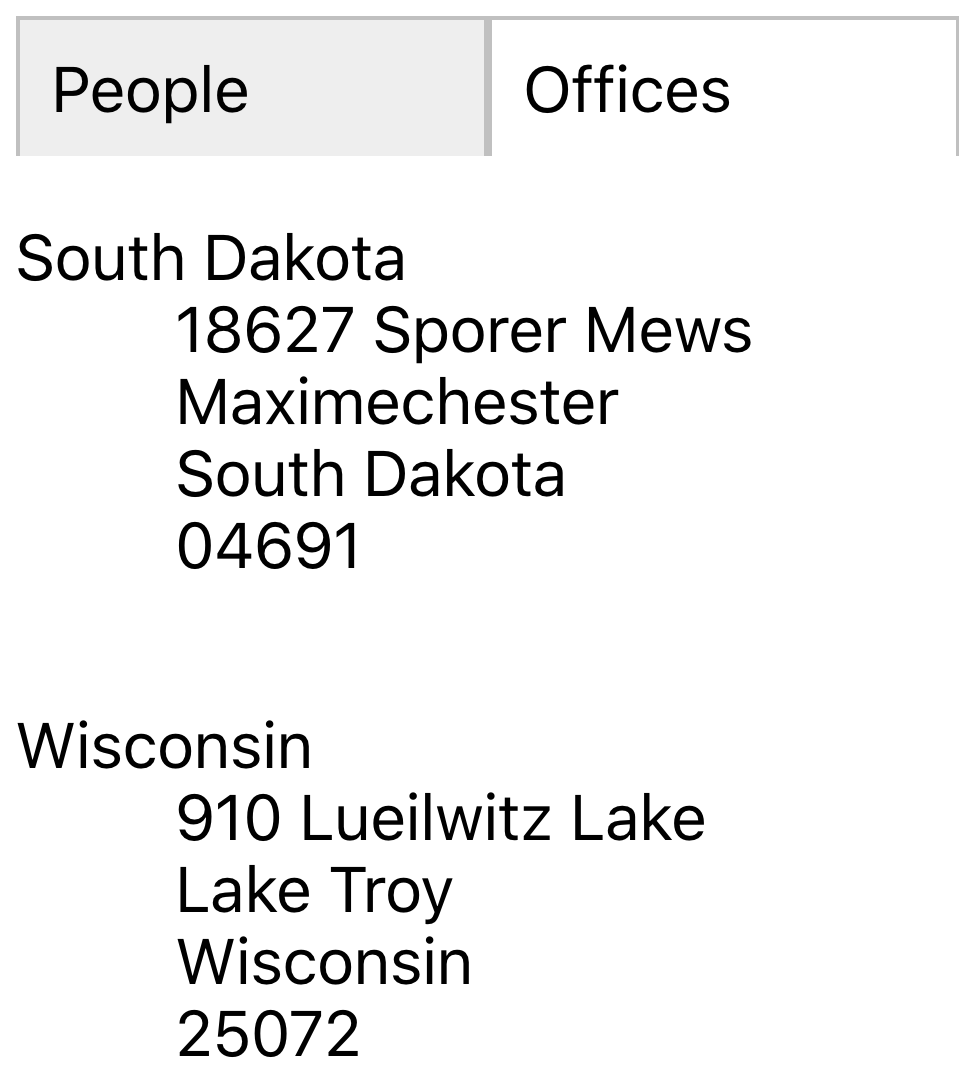 People
Offices
South Dakota
18627 Sporer Mews
Maximechester
South Dakota
04691
Wisconsin
910 Lueilwitz Lake
Lake Troy
Wisconsin
25072